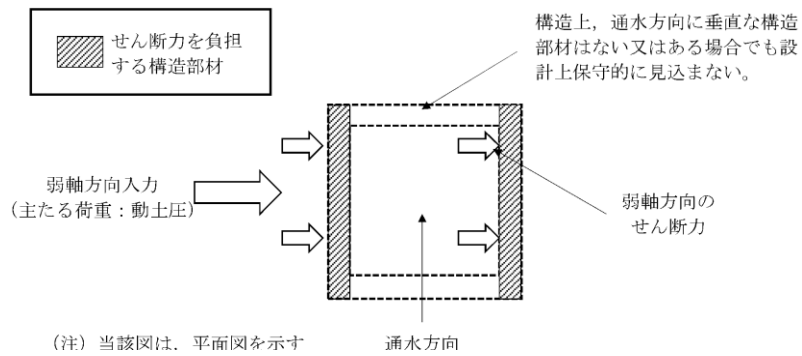 せん断力を負担
する構造部材
構造上，通水方向に垂直な構造
部材はない又はある場合でも設
計上保守的に見込まない。
弱軸方向入力
（主たる荷重：動土圧）
弱軸方向の
せん断力
（注）当該図は，平面図を示す
通水方向